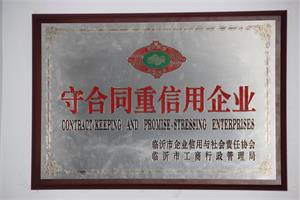 守合同重信用企业
CONTRACT-KEEPING AND PROMISE-STRESSING ENTERPRISES
临沂市企业信用与社会责任协会
临沂市工商行政管理局